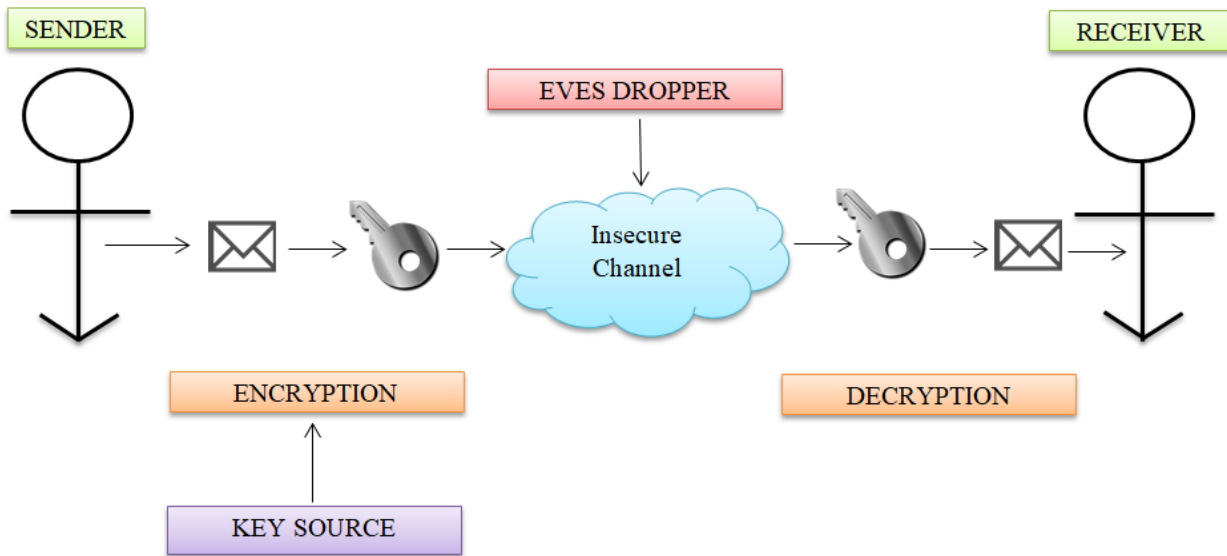 SENDER
RECEIVER
EVES DROPPER
Insecure
Channel
ENCRYPTION
DECRYPTION
KEY SOURCE